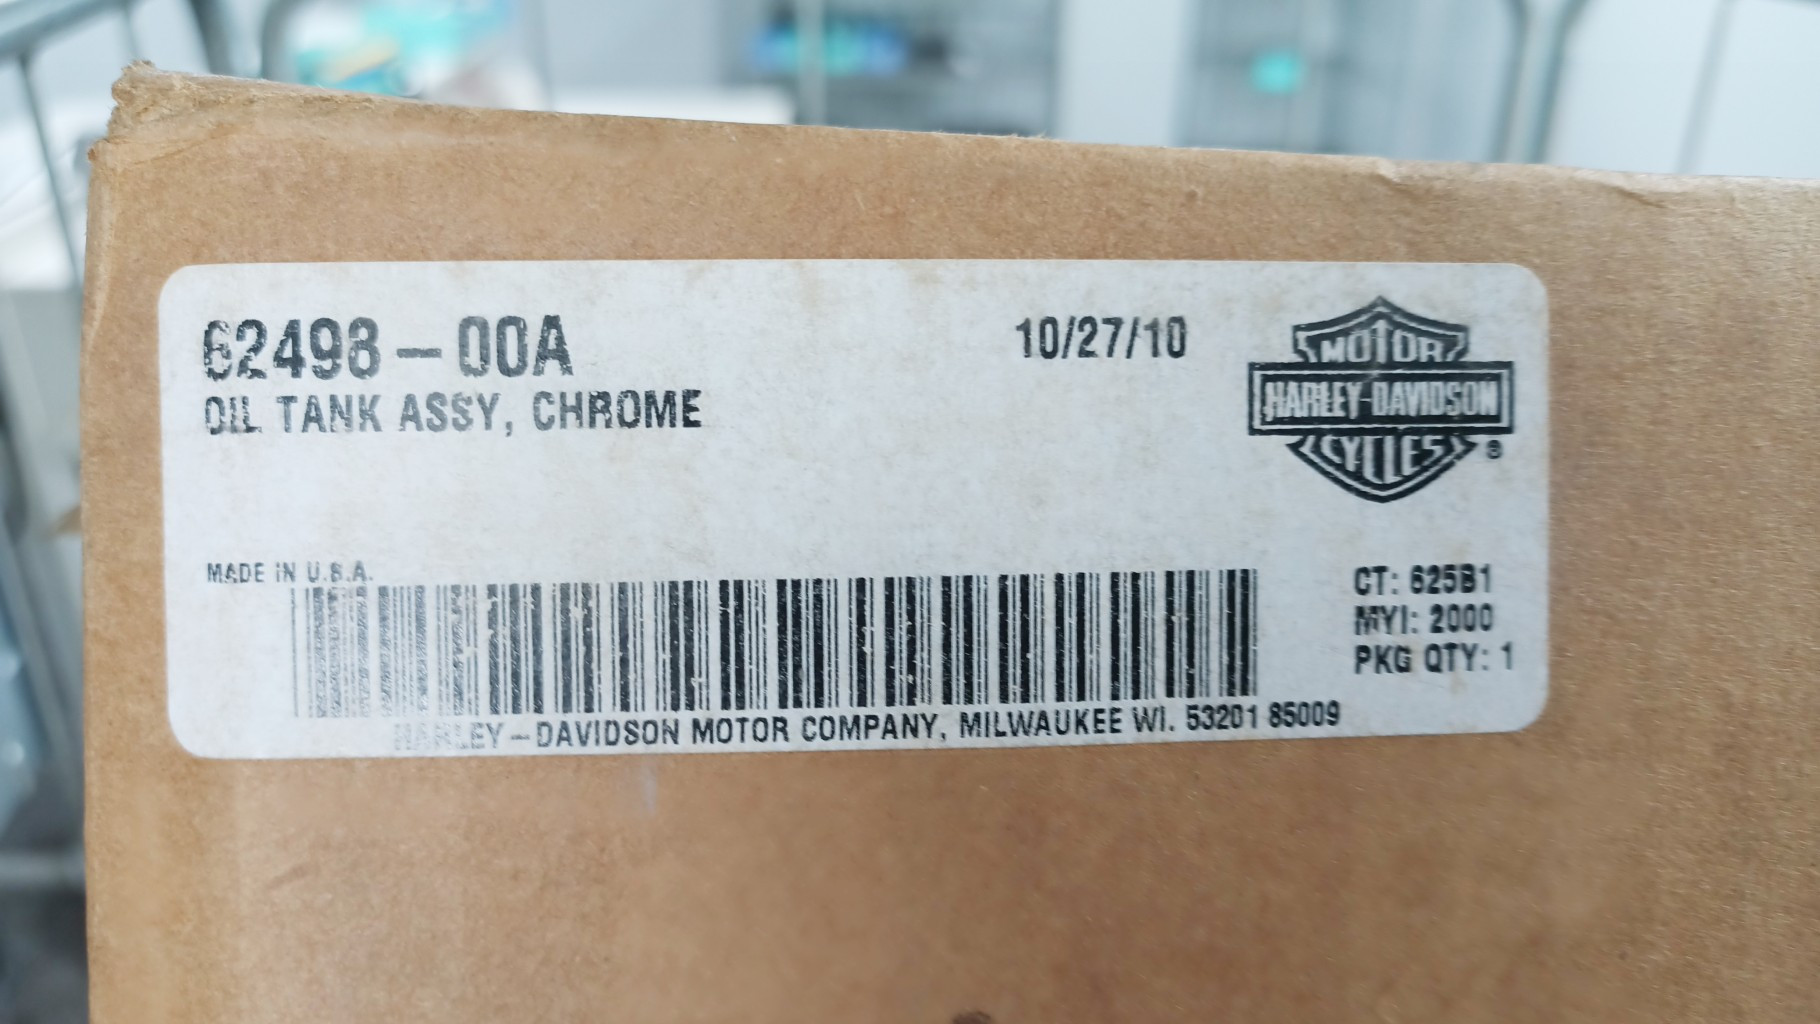 62498-00A
OIL TANK ASSY, CHROME
10/27/10
MOTOR
HARLEY-DAVIDSON
CYCLES
®
MADE IN U.S.A.
CT: 625B1
MYI: 2000
PKG QTY: 1
HARLEY-DAVIDSON MOTOR COMPANY, MILWAUKEE WI. 53201 85009